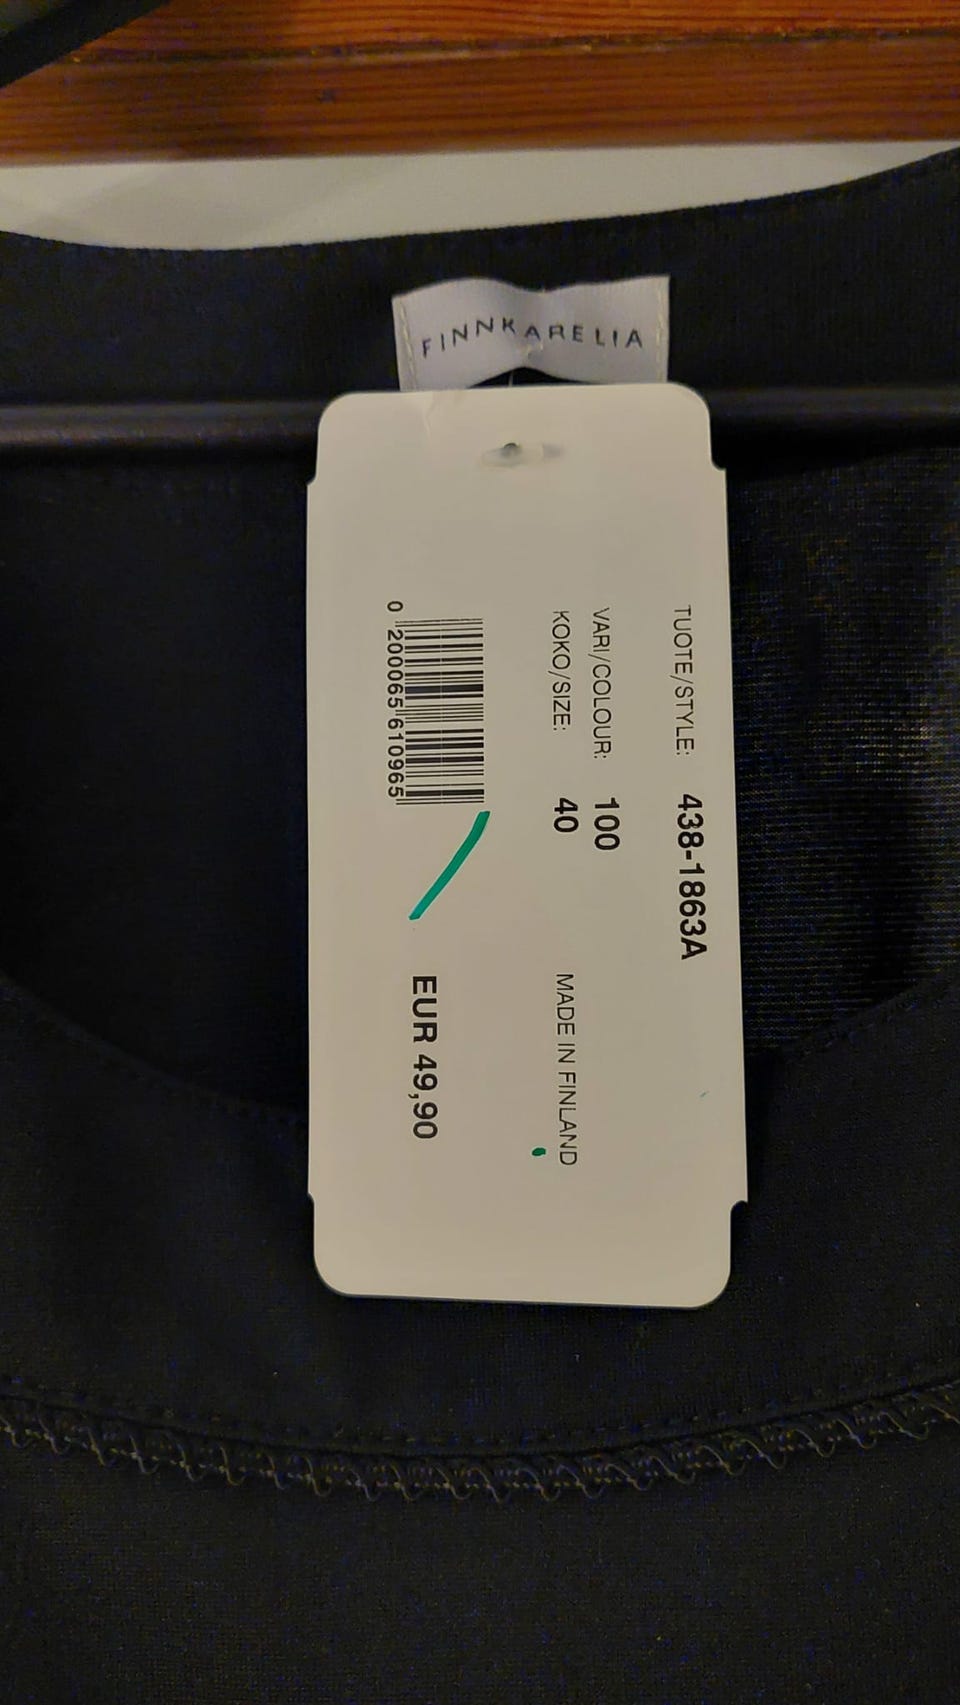 FINNKARELIA
TUOTE/STYLE: 438-1863A
VARI/COLOUR: 100
KOKO/SIZE: 40
MADE IN FINLAND
0 200065 610965
EUR 49,90